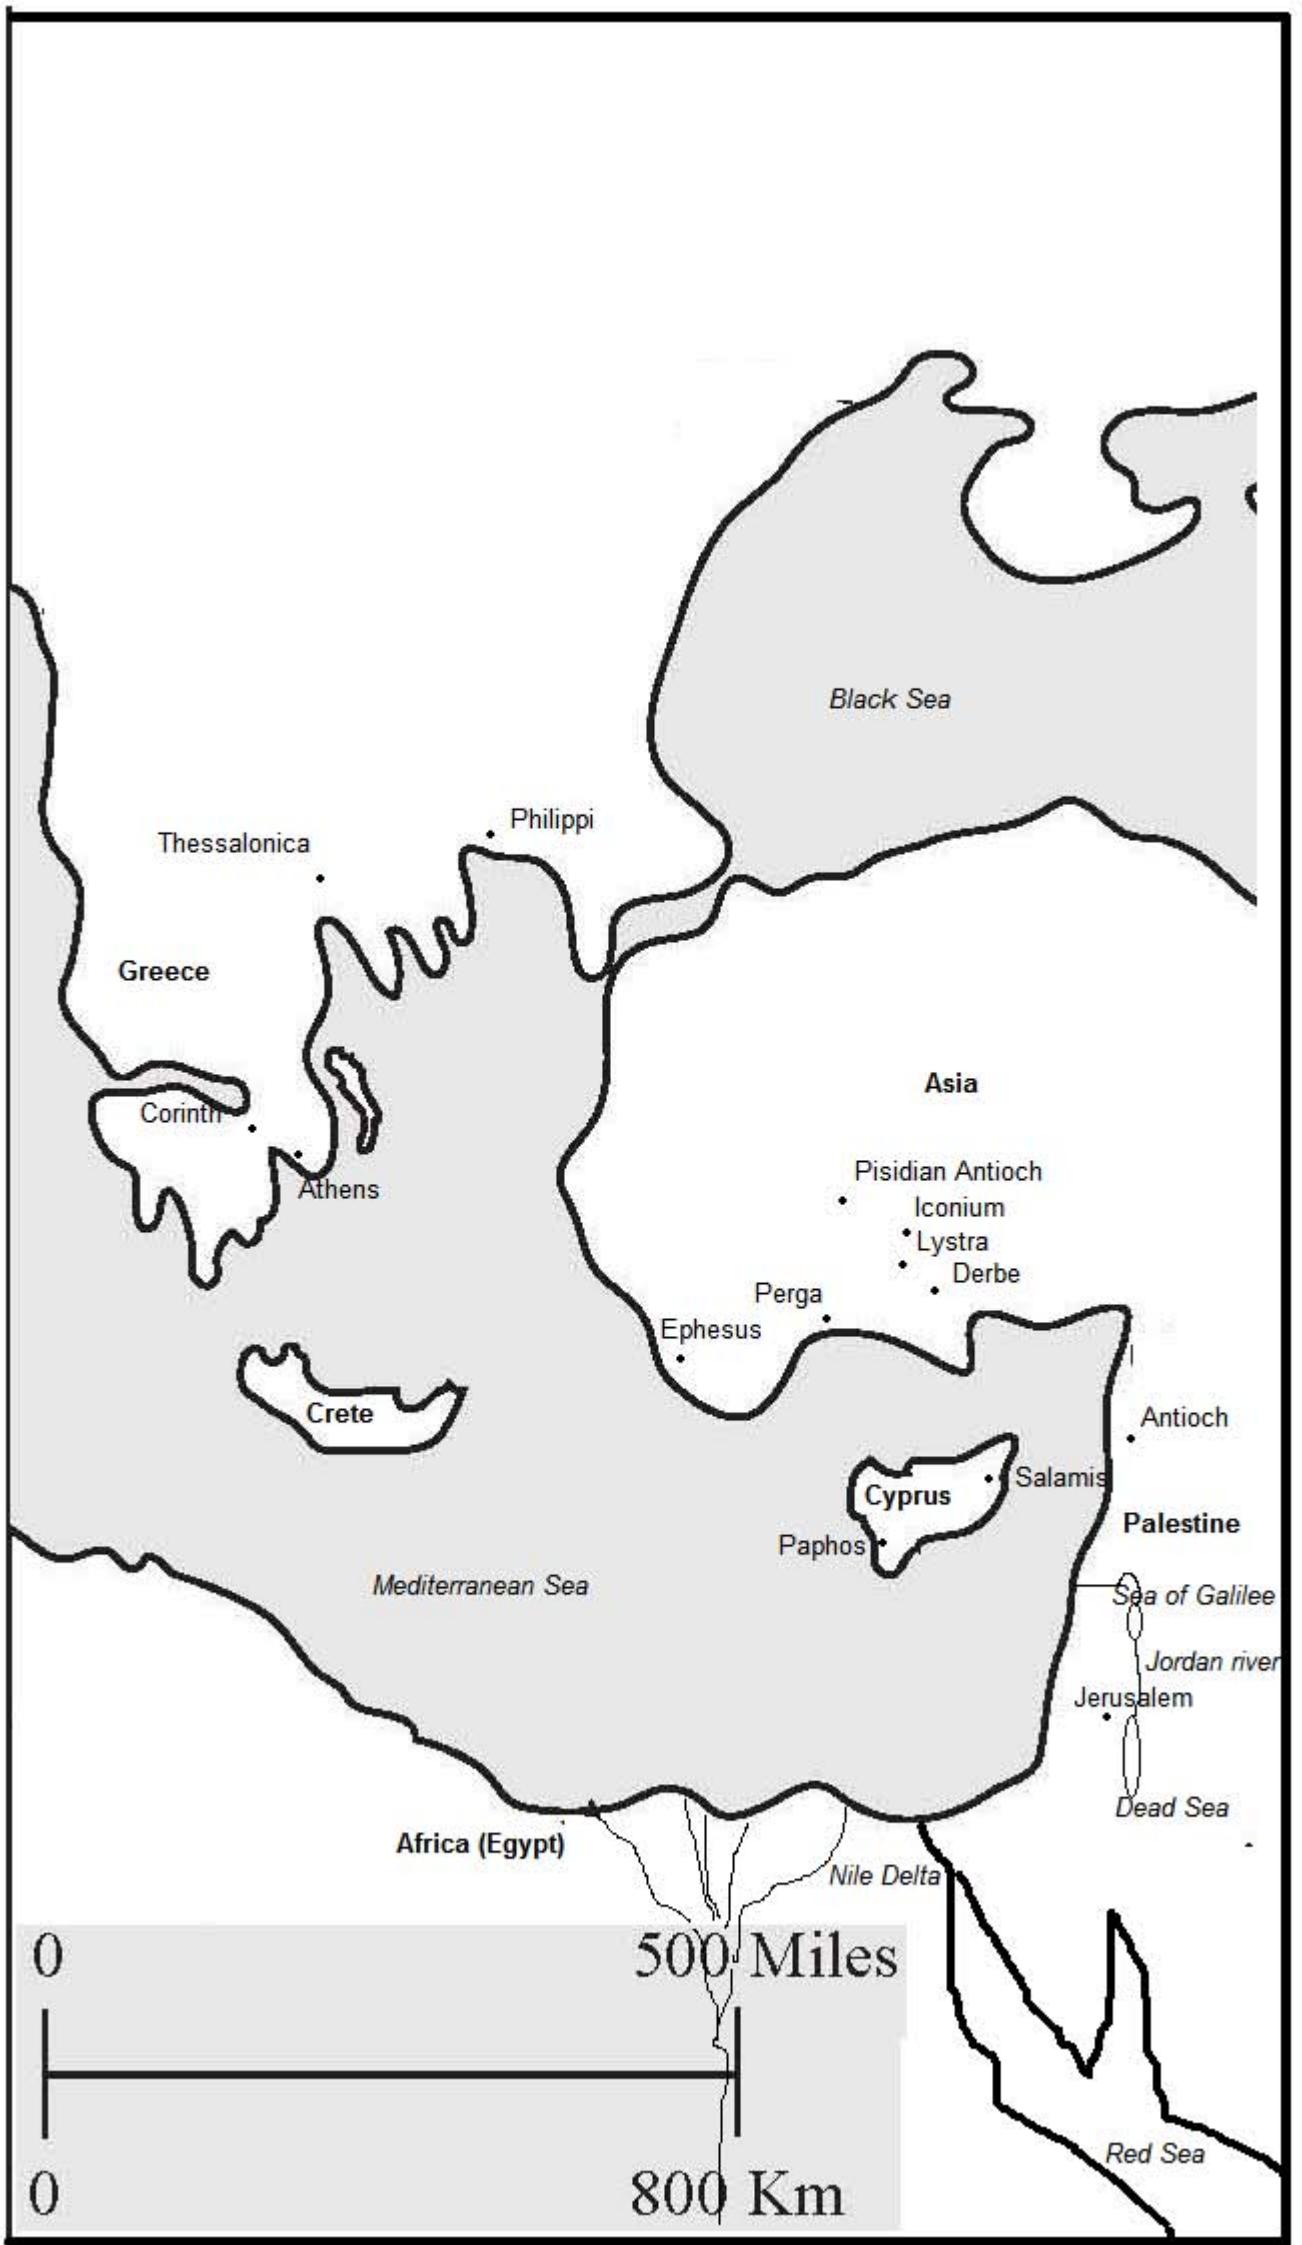 Black Sea
Philippi
Thessalonica
Greece
Asia
Corinth
Pisidian Antioch
Athens
Iconium
Lystra
Derbe
Perga
Ephesus
Crete
Antioch
Salamis
Cyprus
Palestine
Paphos
Mediterranean Sea
Sea of Galilee
Jordan river
Jerusalem
Dead Sea
Africa (Egypt)
Nile Delta
0 500 Miles
Red Sea
0 800 Km